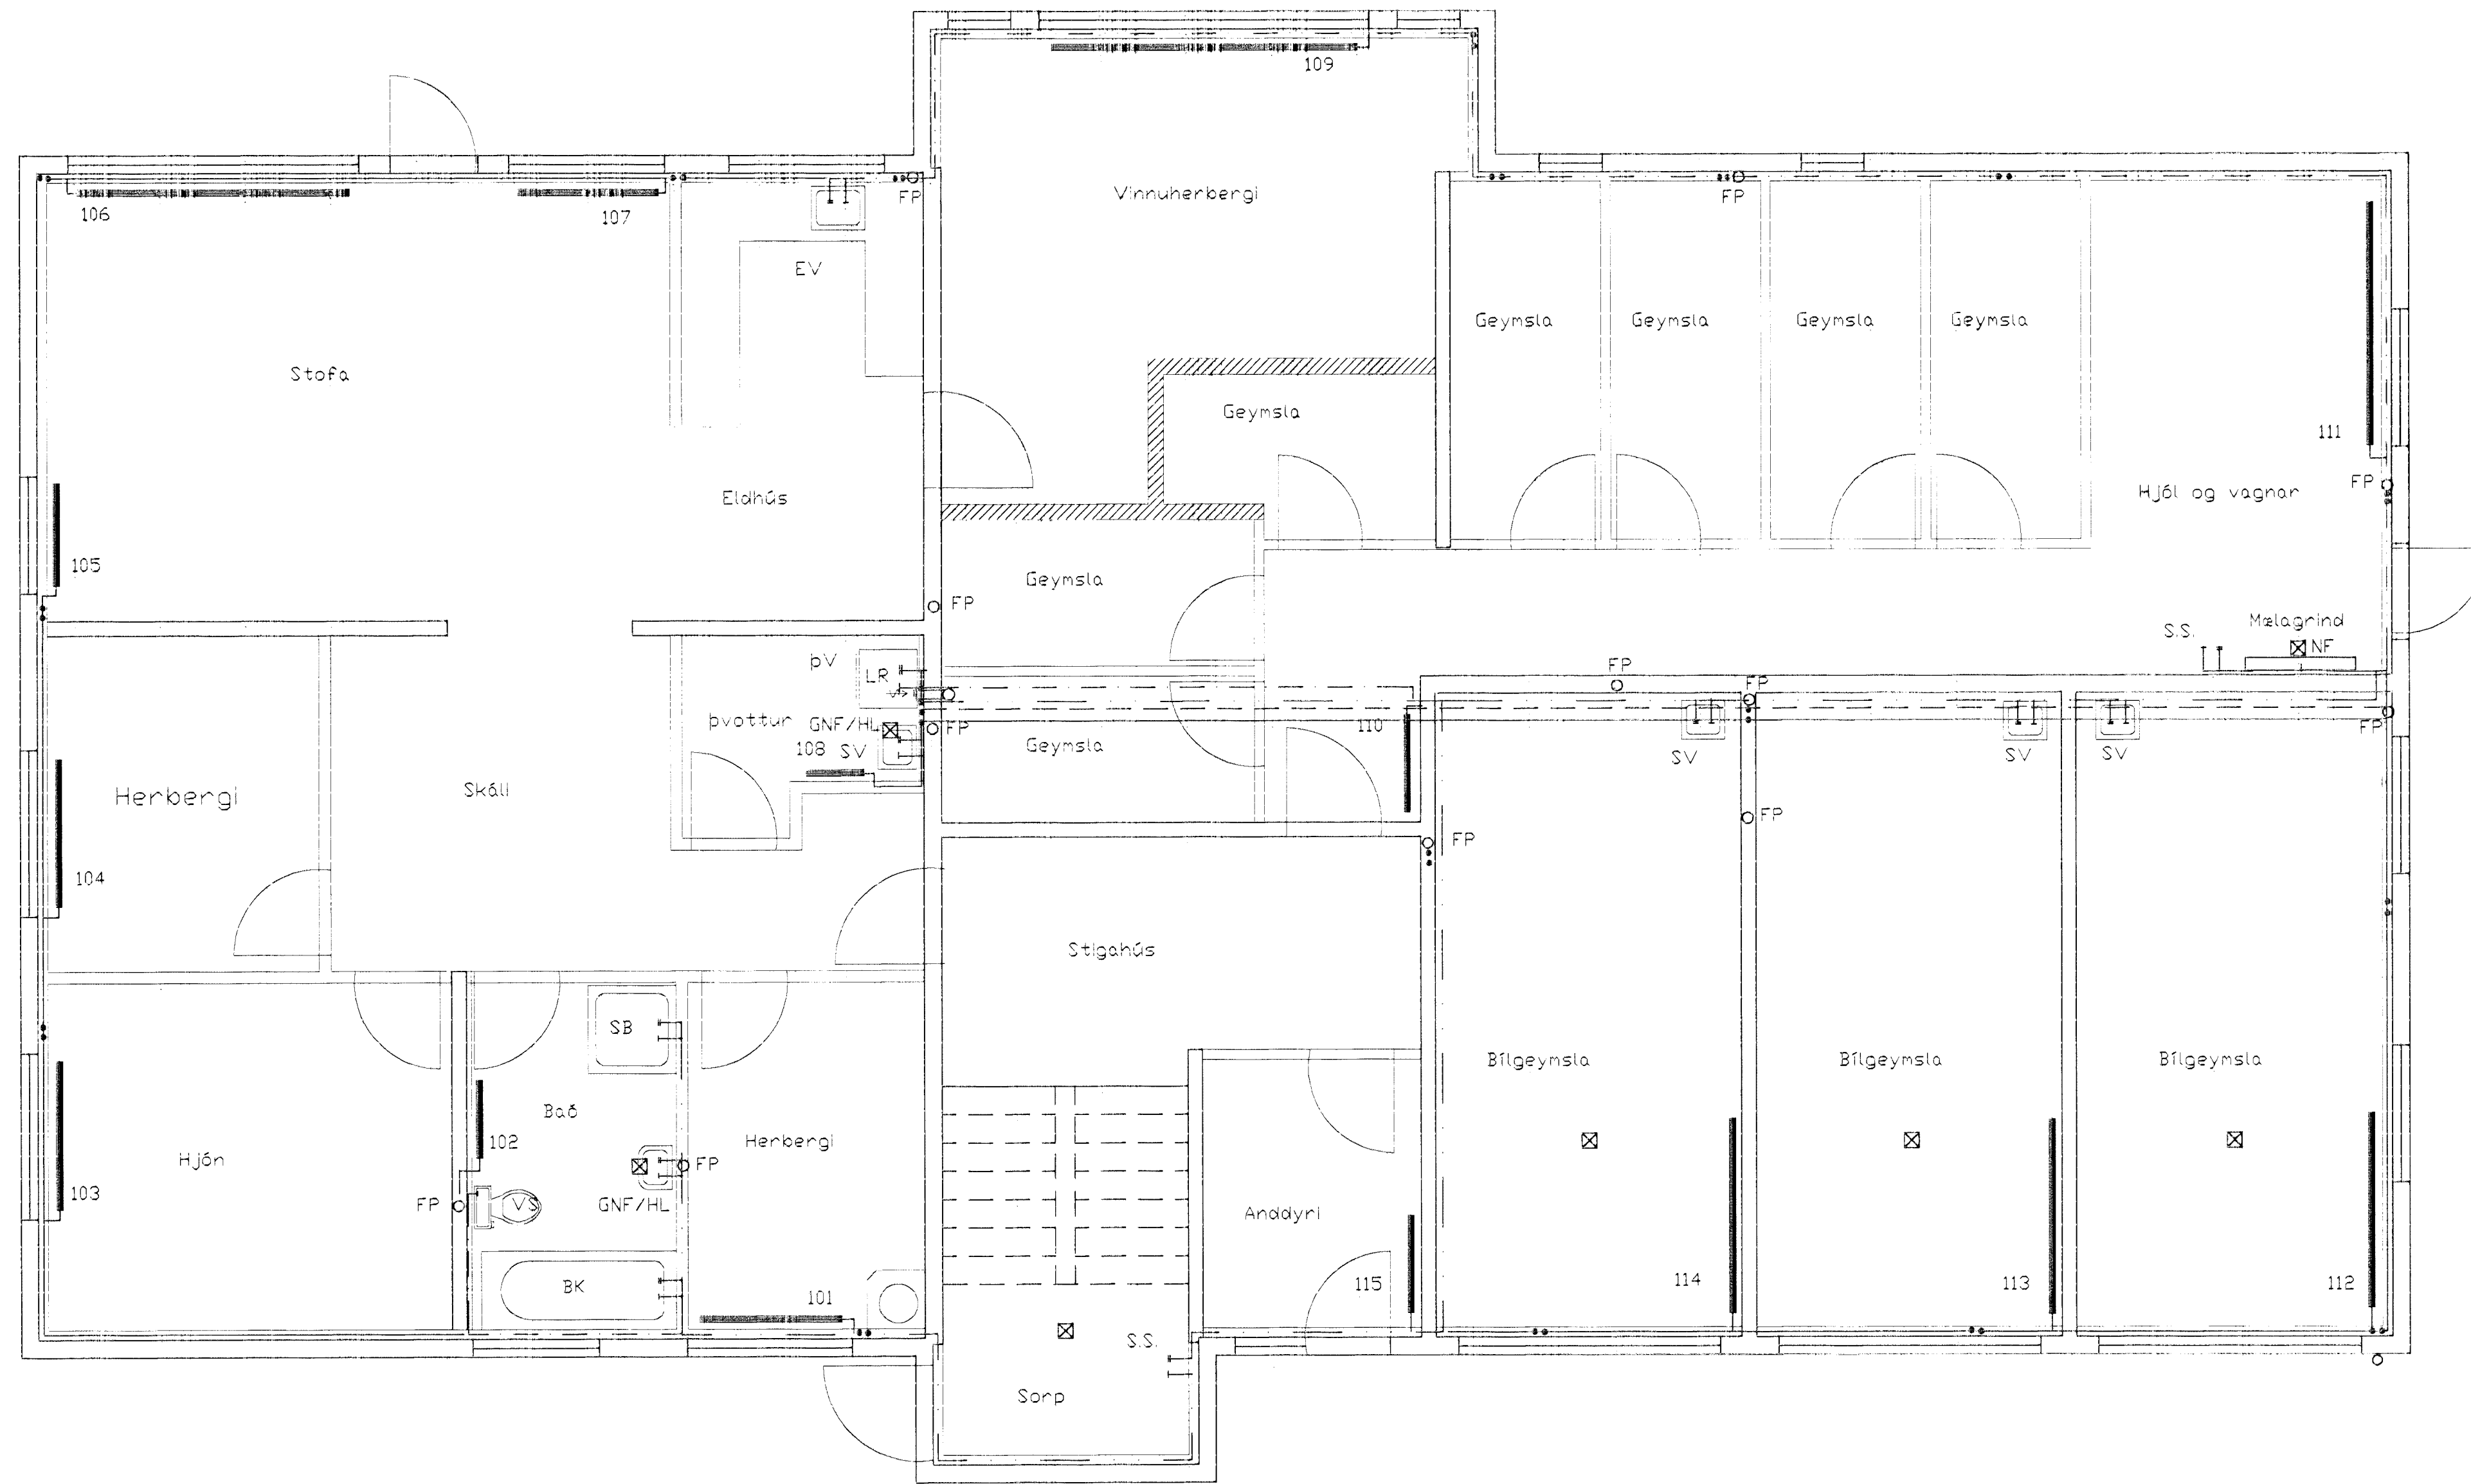 109
106
107
FP
Vinnuherbergi
FP
EV
Geymsla
Geymsla
Geymsla
Geymsla
Stofa
Geymsla
111
Eldhús
Hjól og vagnar
FP
105
Geymsla
FP
Mælagrind
S.S.
NF
þV
LR
FP
FP
þvottur
GNF/HL
FP
110
FP
108
SV
Geymsla
SV
SV
SV
Herbergi
Skáli
FP
FP
104
Stigahús
SB
Bílgeymsla
Bílgeymsla
Bílgeymsla
Bað
102
Herbergi
Hjón
FP
103
FP
VS
GNF/HL
Anddyri
BK
101
115
114
113
112
S.S.
Sorp